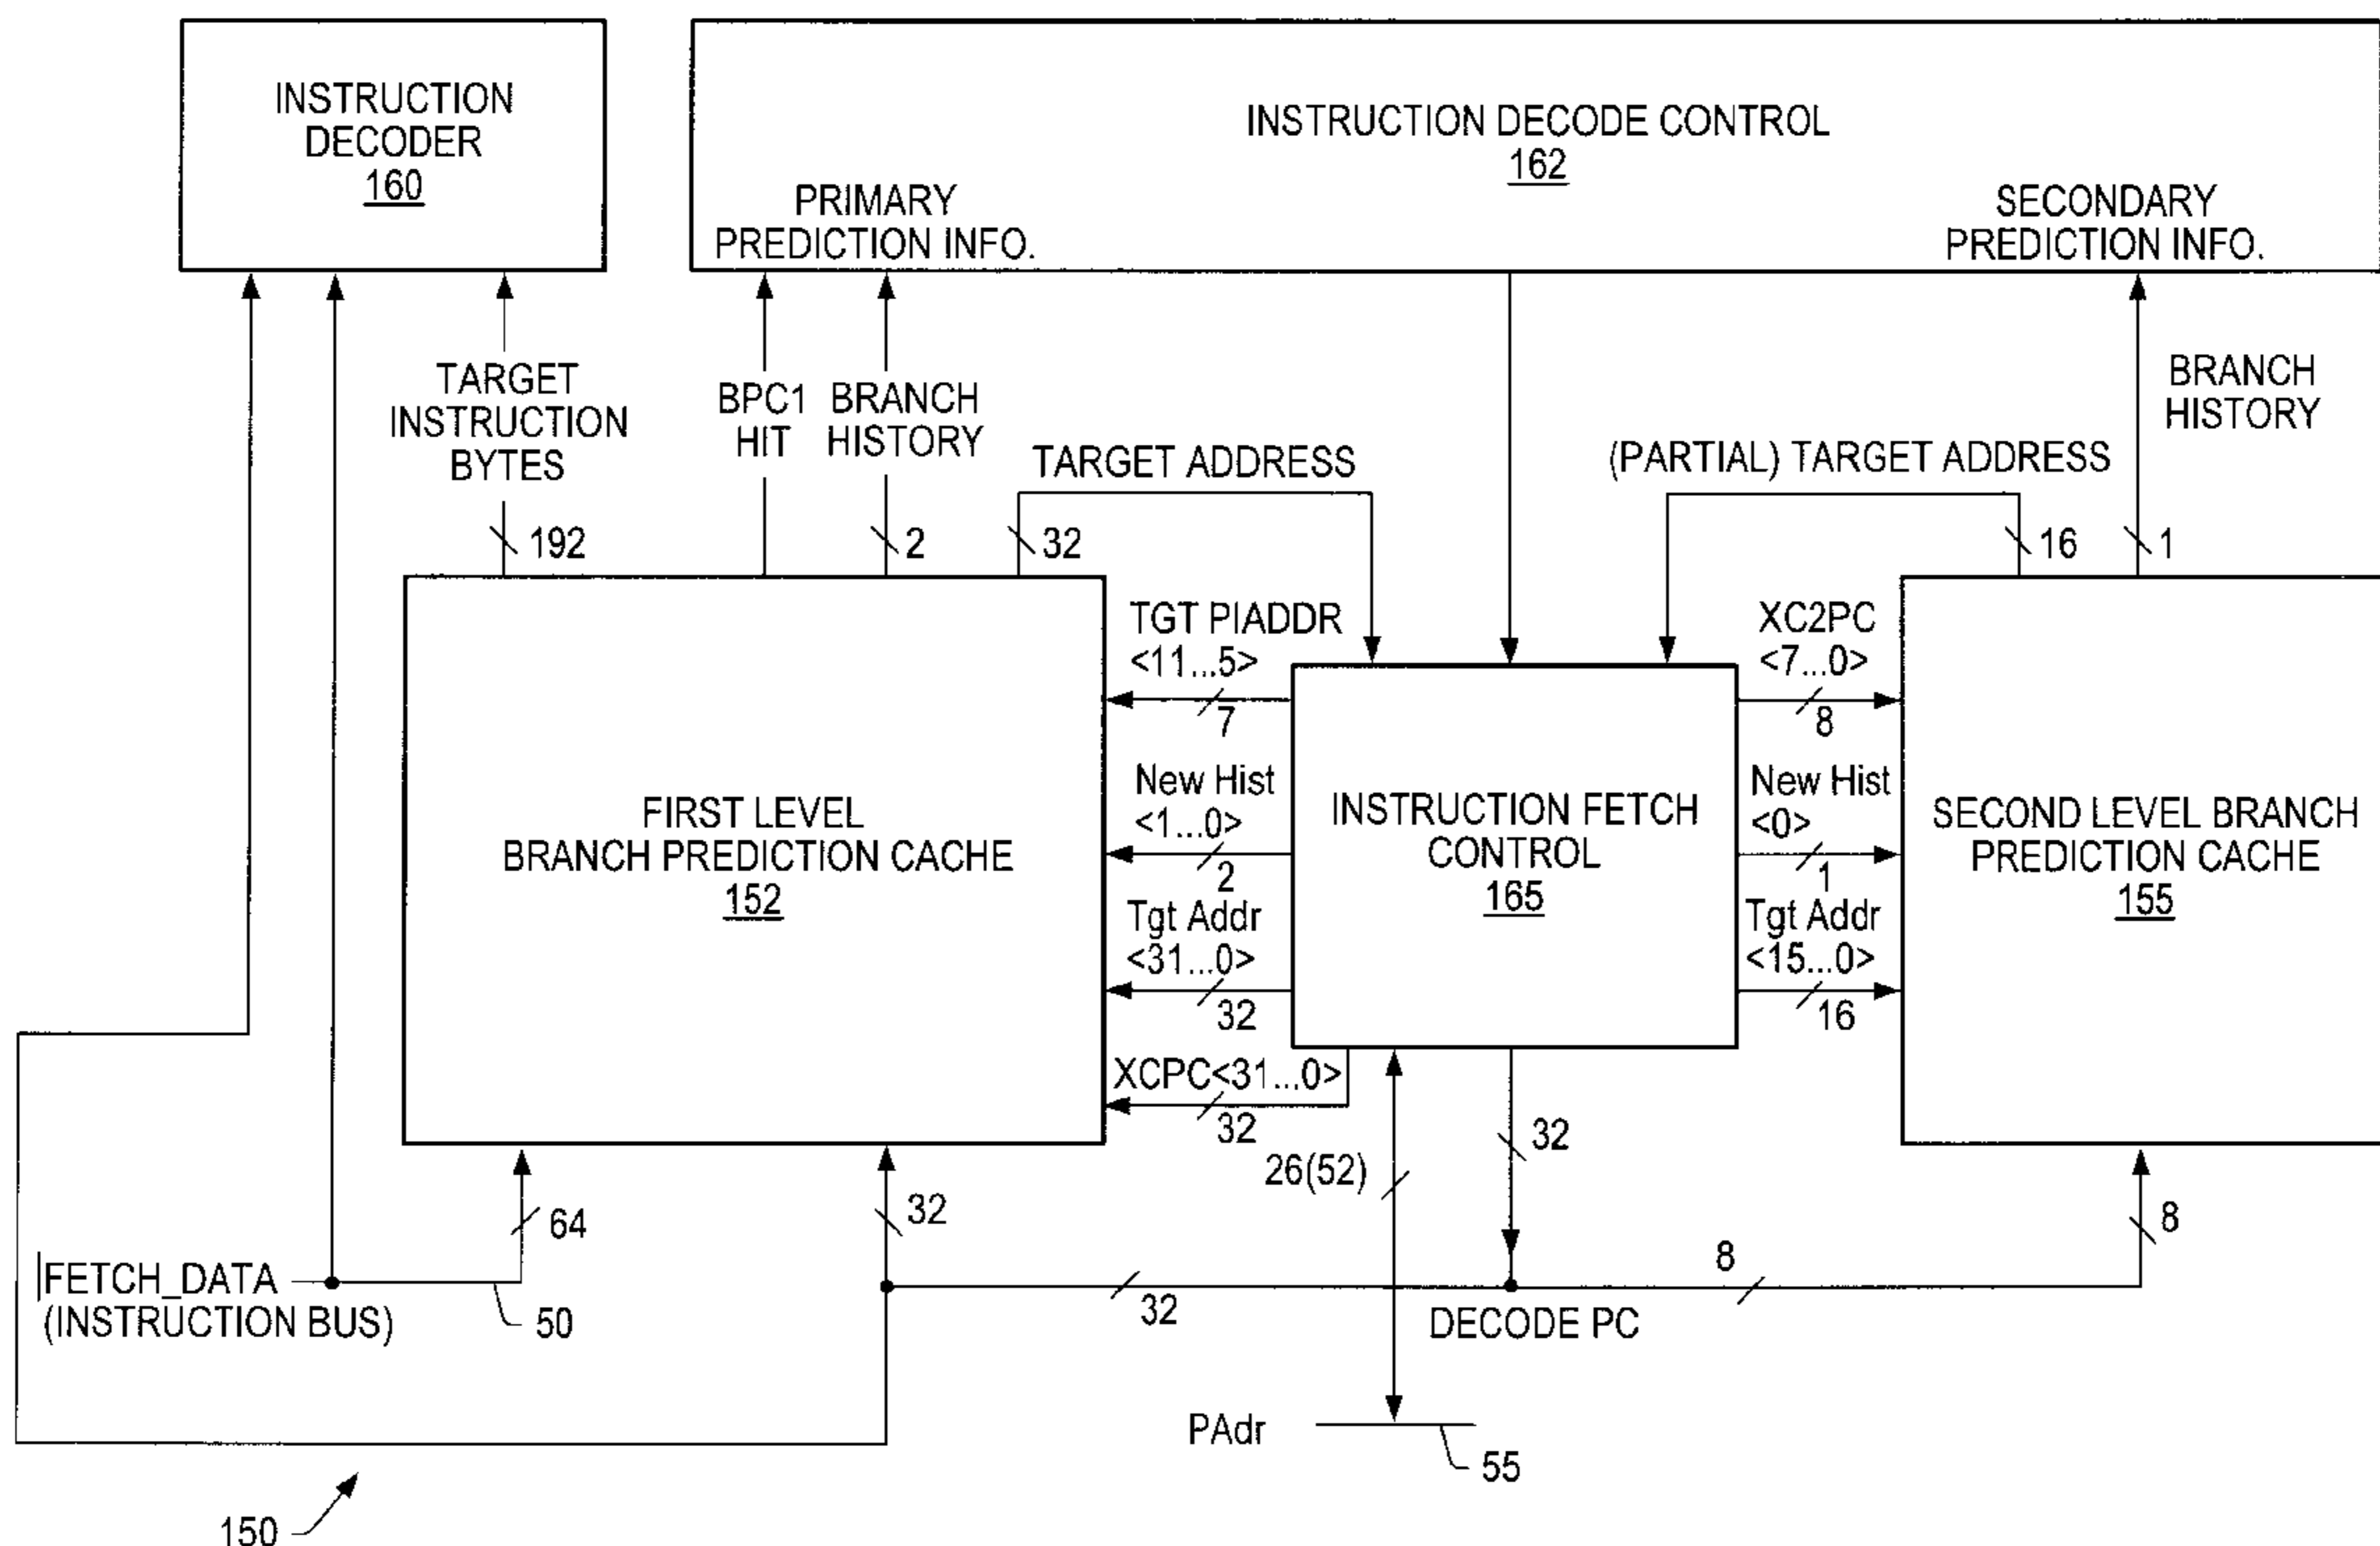 INSTRUCTION
DECODER
160
INSTRUCTION DECODE CONTROL
162
PRIMARY
PREDICTION INFO.
SECONDARY
PREDICTION INFO.
TARGET
INSTRUCTION
BYTES
192
BPC1
HIT
BRANCH
HISTORY
2
TARGET ADDRESS
32
(PARTIAL) TARGET ADDRESS
16
BRANCH
HISTORY
1
FIRST LEVEL
BRANCH PREDICTION CACHE
152
TGT PIADDR
<11...5>
7
New Hist
<1...0>
2
Tgt Addr
<31...0>
32
XCPC<31...0>
32
INSTRUCTION FETCH
CONTROL
165
XC2PC
<7...0>
8
New Hist
<0>
1
Tgt Addr
<15...0>
16
SECOND LEVEL BRANCH
PREDICTION CACHE
155
26(52)
32
64
32
8
8
32
FETCH_DATA
(INSTRUCTION BUS)
50
DECODE PC
PAdr
55
150